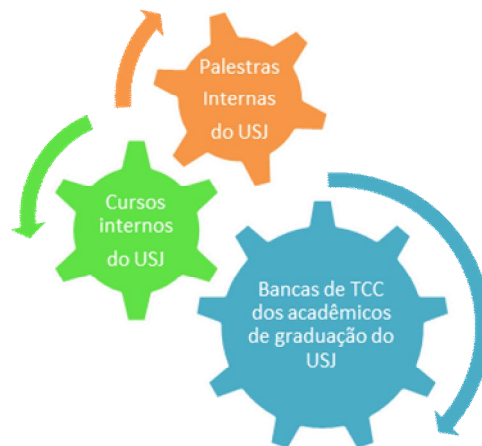 Palestras
Internas
do USJ
Cursos
internos
do USJ
Bancas de TCC
dos acadêmicos
de graduação do
USJ